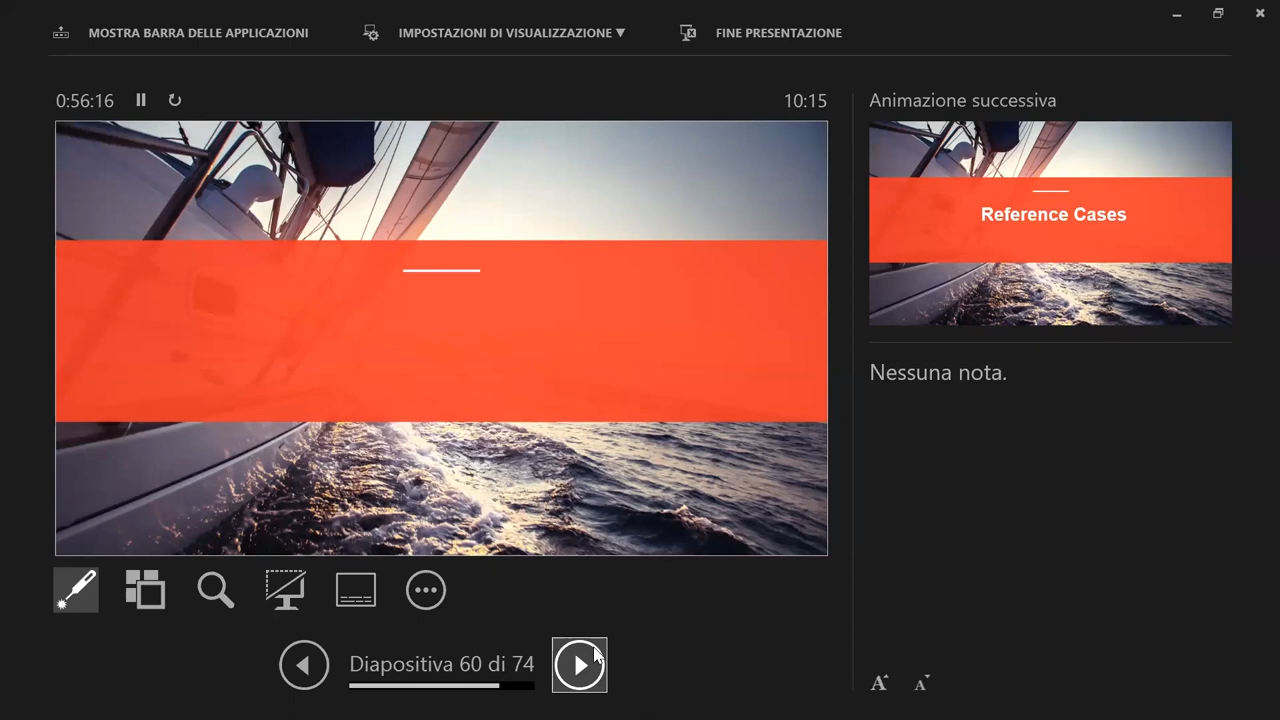 MOSTRA BARRA DELLE APPLICAZIONI
IMPOSTAZIONI DI VISUALIZZAZIONE ▼
FINE PRESENTAZIONE
0:56:16
10:15
Animazione successiva
Reference Cases
Nessuna nota.
Diapositiva 60 di 74
A A